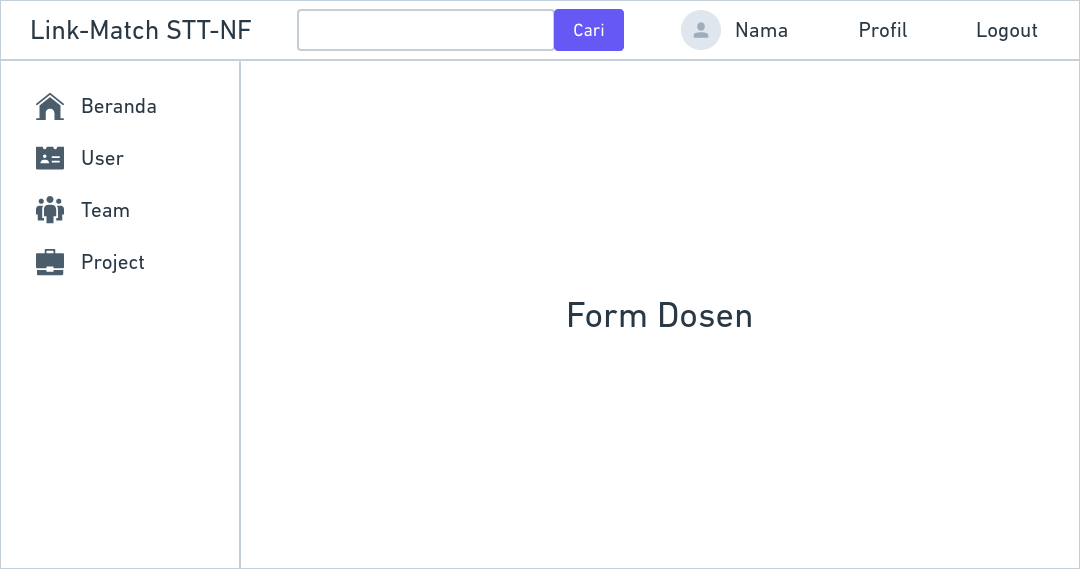 Link-Match STT-NF
Cari
Nama
Profil
Logout
Beranda
User
Team
Project
Form Dosen